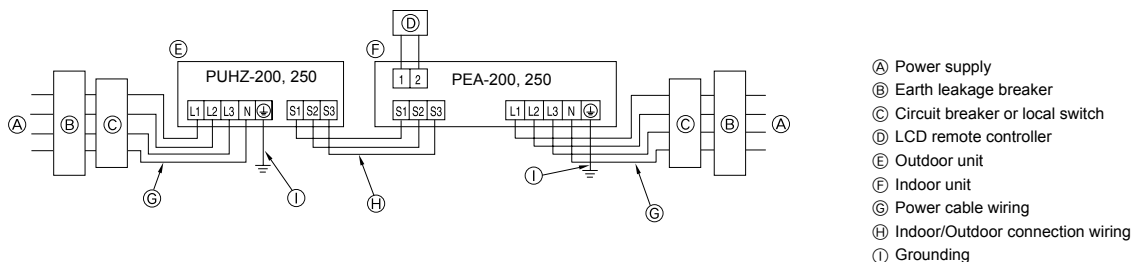 Ⓓ
Ⓔ
Ⓕ
PUHZ-200, 250
1 2
PEA-200, 250
L1 L2 L3 N
S1 S2 S3
S1 S2 S3
L1 L2 L3 N
Ⓐ
Ⓑ
Ⓒ
Ⓒ
Ⓑ
Ⓐ
Ⓖ
Ⓘ
Ⓗ
Ⓘ
Ⓖ
Ⓐ Power supply
Ⓑ Earth leakage breaker
Ⓒ Circuit breaker or local switch
Ⓓ LCD remote controller
Ⓔ Outdoor unit
Ⓕ Indoor unit
Ⓖ Power cable wiring
Ⓗ Indoor/Outdoor connection wiring
Ⓘ Grounding